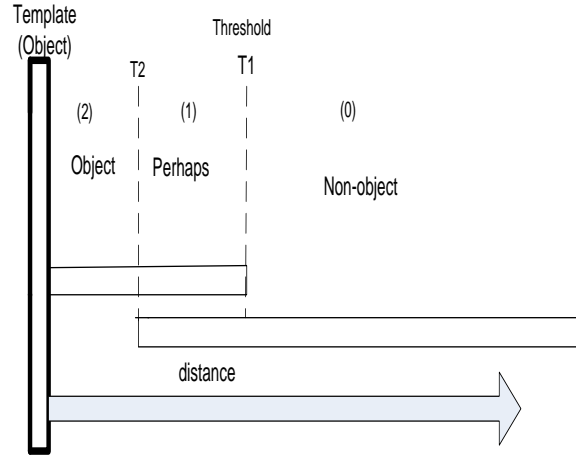 Template
(Object)
Threshold
T2
T1
(2)
(1)
(0)
Object
Perhaps
Non-object
distance